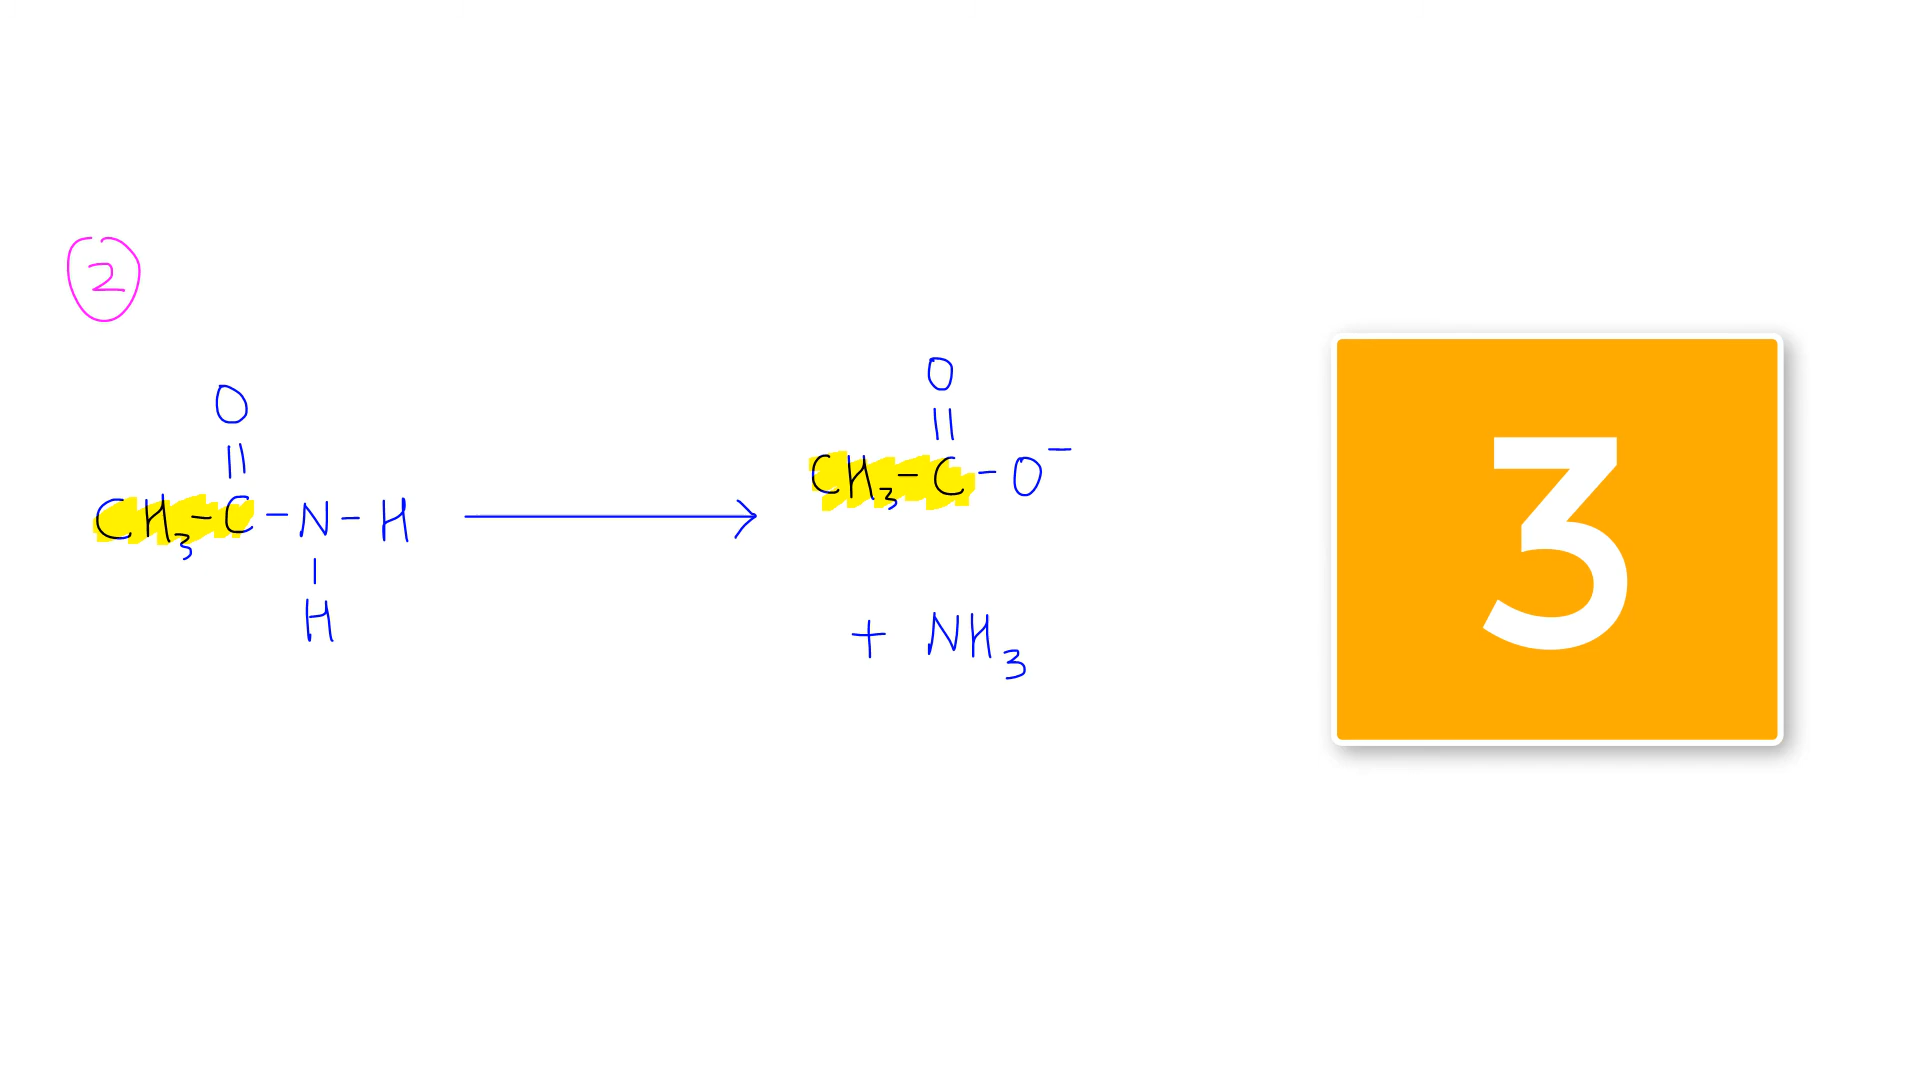 2
O
||
CH₃-C-N-H
|
H
O
||
CH₃-C-O⁻
+ NH₃
3